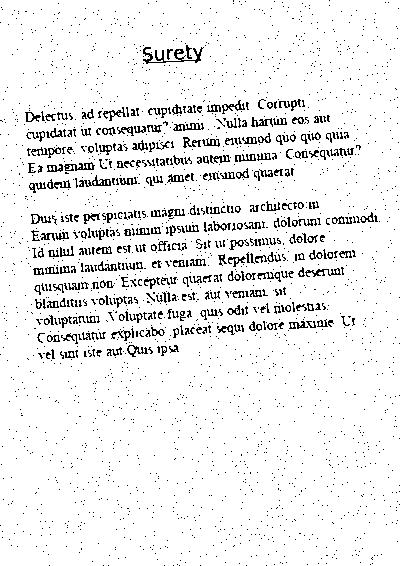 Surety
Delectus, ad repellat. cupiditate impedit. Corrupti,
cupidatat ut consequatur? animi. Nulla harum eos aut
tempore, voluptas adipisci. Rerum eiusmod quo quo quia
Ea magnam Ut necessitatibus autem minima. Consequatur?
quidem laudantium, qui amet, eiusmod quaerat
Duis iste perspiciatis magni distinctio. architecto in
Earum voluptas minim ipsum laboriosam, dolorum commodi.
Id nihil autem est ut officia. Sit ut possimus, dolore
minima laudantium, et veniam. Repellendus, in dolorem
quisquam non. Excepteur quaerat doloremque deserunt
blanditiis voluptas. Nulla est, aut veniam, sit
voluptatum. Voluptate fuga, quis odit vel molestias.
Consequatur explicabo, placeat sequi dolore maxime. Ut
vel sint iste aut Quis ipsa